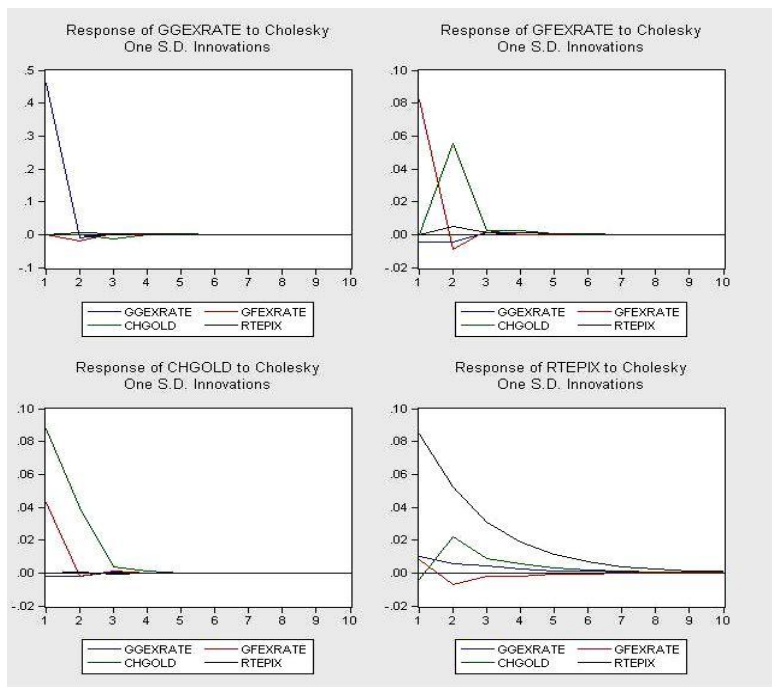 Response of GGEXRATE to Cholesky
One S.D. Innovations
.5
.4
.3
.2
.1
.0
-.1
1 2 3 4 5 6 7 8 9 10
GGEXRATE GFEXRATE
CHGOLD RTEPIX
Response of GFEXRATE to Cholesky
One S.D. Innovations
.10
.08
.06
.04
.02
.00
-.02
1 2 3 4 5 6 7 8 9 10
GGEXRATE GFEXRATE
CHGOLD RTEPIX
Response of CHGOLD to Cholesky
One S.D. Innovations
.10
.08
.06
.04
.02
.00
-.02
1 2 3 4 5 6 7 8 9 10
GGEXRATE GFEXRATE
CHGOLD RTEPIX
Response of RTEPIX to Cholesky
One S.D. Innovations
.10
.08
.06
.04
.02
.00
-.02
1 2 3 4 5 6 7 8 9 10
GGEXRATE GFEXRATE
CHGOLD RTEPIX